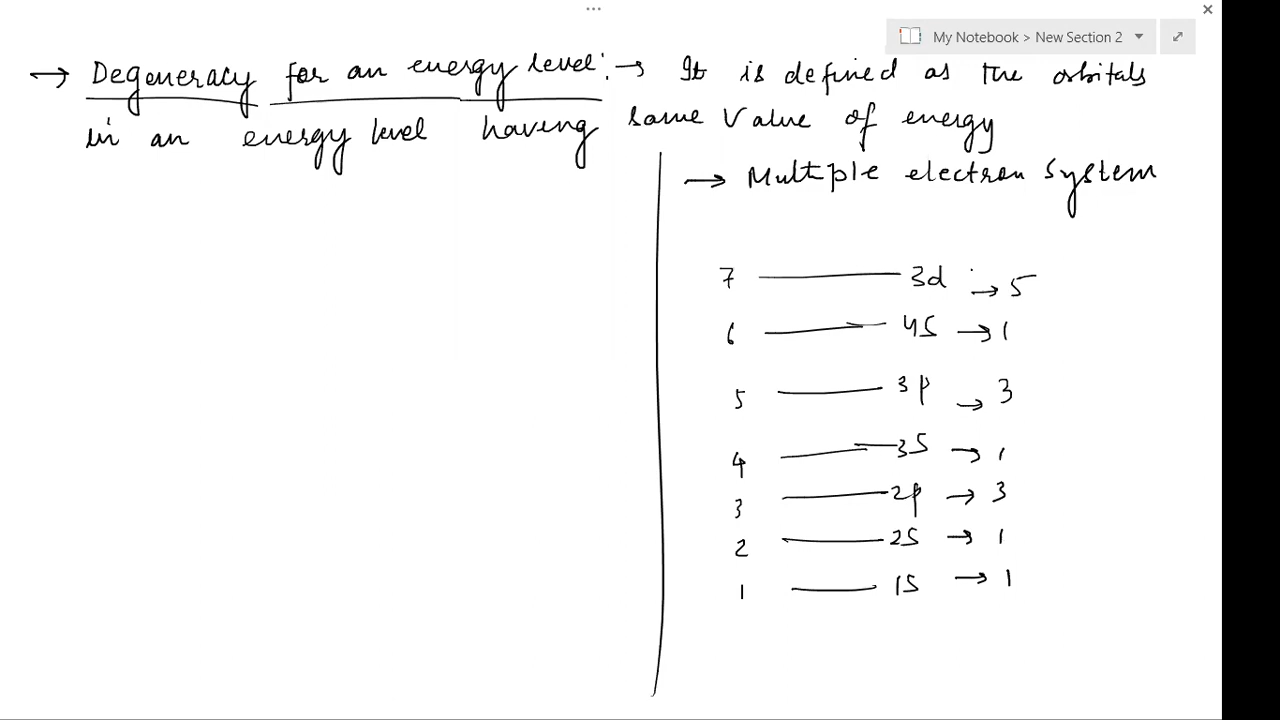 My Notebook > New Section 2
→ Degeneracy for an energy level: → It is defined as the orbitals
in an energy level having same value of energy
→ Multiple electron system
7 3d → 5
6 4s → 1
5 3p → 3
4 3s → 1
3 2p → 3
2 2s → 1
1 1s → 1